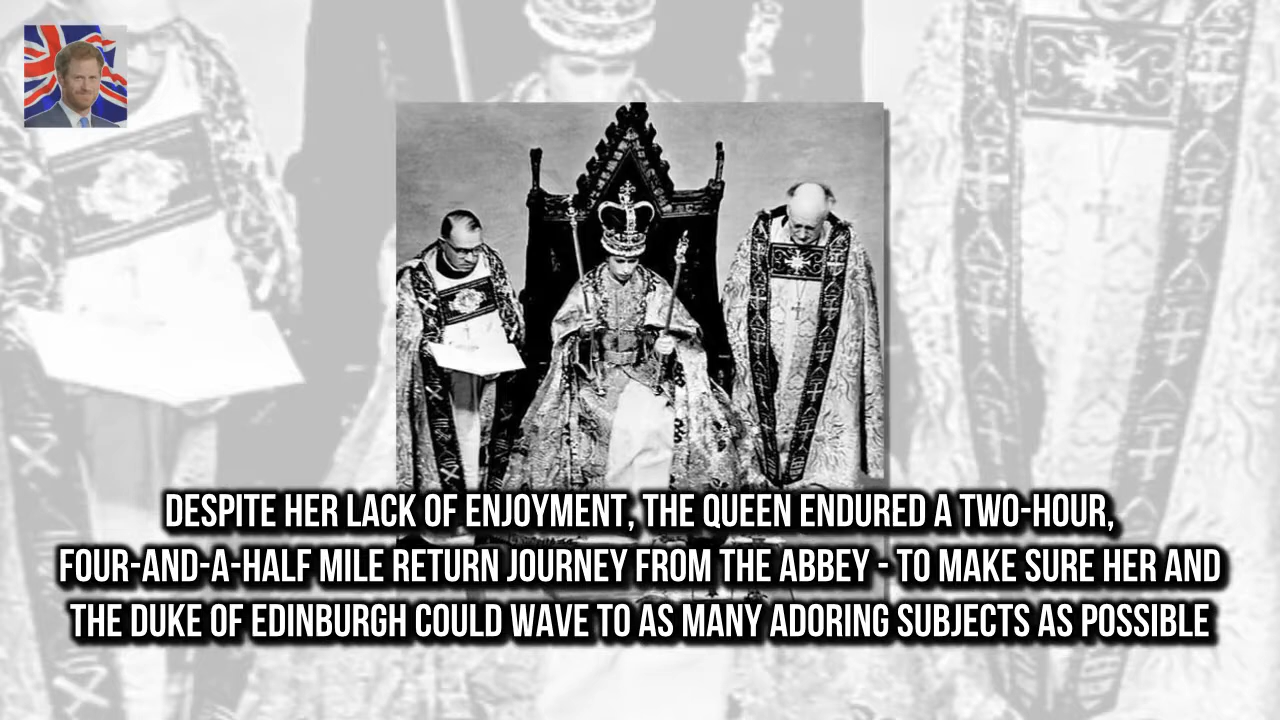 DESPITE HER LACK OF ENJOYMENT, THE QUEEN ENDURED A TWO-HOUR,
FOUR-AND-A-HALF MILE RETURN JOURNEY FROM THE ABBEY - TO MAKE SURE HER AND
THE DUKE OF EDINBURGH COULD WAVE TO AS MANY ADORING SUBJECTS AS POSSIBLE